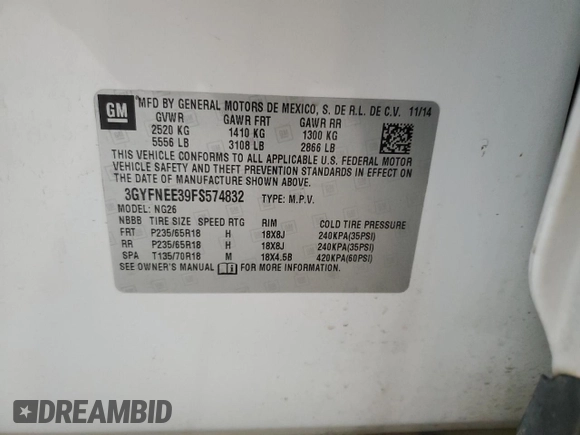 GM
MFD BY GENERAL MOTORS DE MEXICO, S. DE R.L. DE C.V. 11/14
GVWR GAWR FRT GAWR RR
2520 KG 1410 KG 1300 KG
5556 LB 3108 LB 2866 LB
THIS VEHICLE CONFORMS TO ALL APPLICABLE U.S. FEDERAL MOTOR
VEHICLE SAFETY AND THEFT PREVENTION STANDARDS IN EFFECT ON
THE DATE OF MANUFACTURE SHOWN ABOVE.
3GYFNEE39FS574832 TYPE: M.P.V.
MODEL: NG26
NBBB TIRE SIZE SPEED RTG RIM COLD TIRE PRESSURE
FRT P235/65R18 H 18X8J 240KPA(35PSI)
RR P235/65R18 H 18X8J 240KPA(35PSI)
SPA T135/70R18 M 18X4.5B 420KPA(60PSI)
SEE OWNER'S MANUAL FOR MORE INFORMATION.
DREAMBID